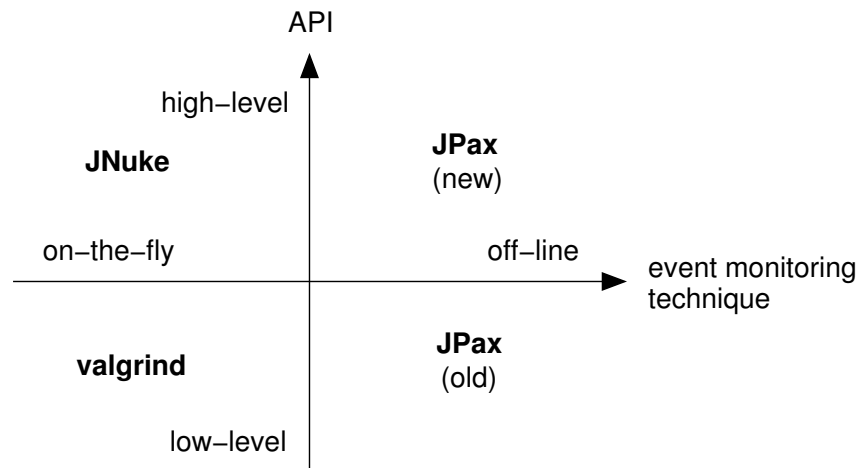 API
high−level
JNuke
JPax
(new)
on−the−fly
off−line
event monitoring
technique
valgrind
JPax
(old)
low−level